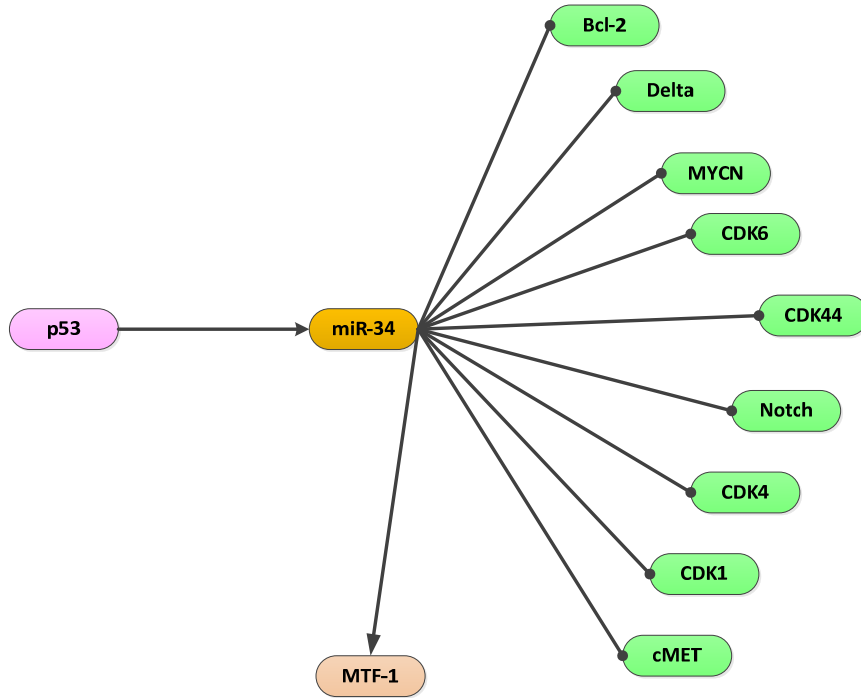 Bcl-2
Delta
MYCN
CDK6
CDK44
p53
miR-34
Notch
CDK4
CDK1
cMET
MTF-1